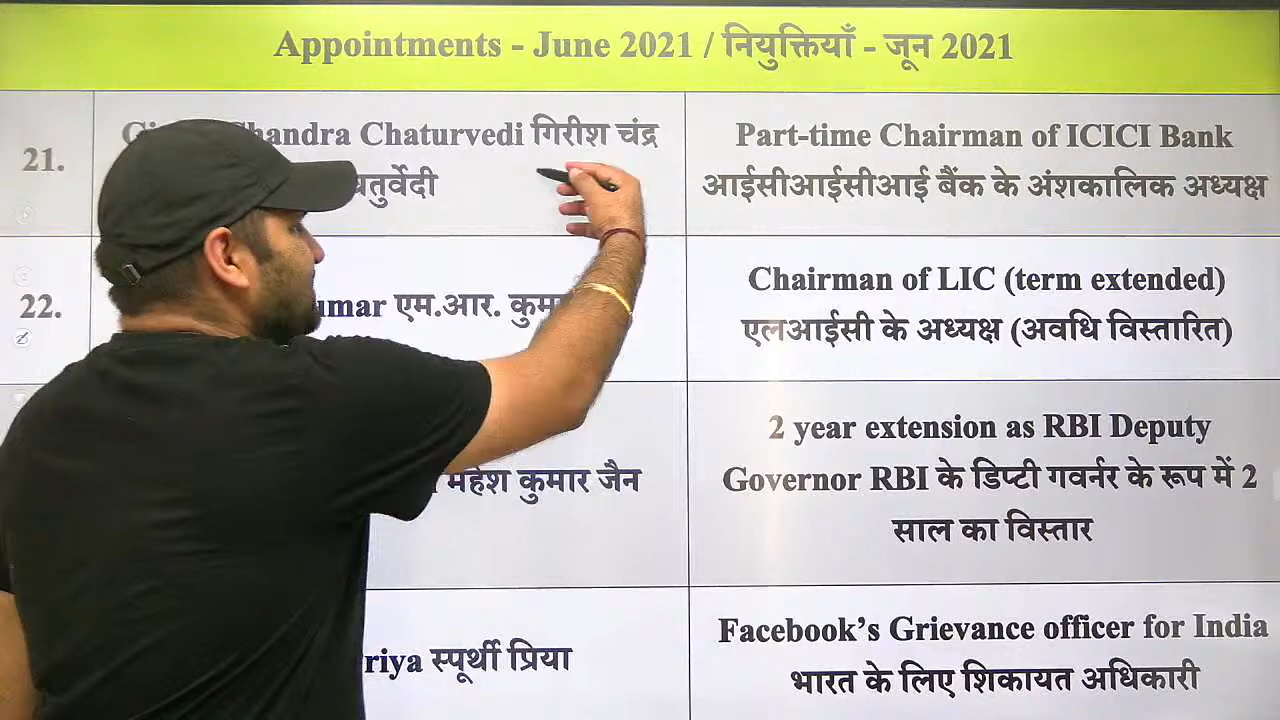 Appointments - June 2021 / नियुक्तियाँ - जून 2021
21.
Chandra Chaturvedi गिरीश चंद्र
चतुर्वेदी
Part-time Chairman of ICICI Bank
आईसीआईसीआई बैंक के अंशकालिक अध्यक्ष
22.
एम.आर.
Chairman of LIC (term extended)
एलआईसी के अध्यक्ष (अवधि विस्तारित)
महेश कुमार जैन
2 year extension as RBI Deputy
Governor RBI के डिप्टी गवर्नर के रूप में 2
साल का विस्तार
स्पूर्थी प्रिया
Facebook's Grievance officer for India
भारत के लिए शिकायत अधिकारी